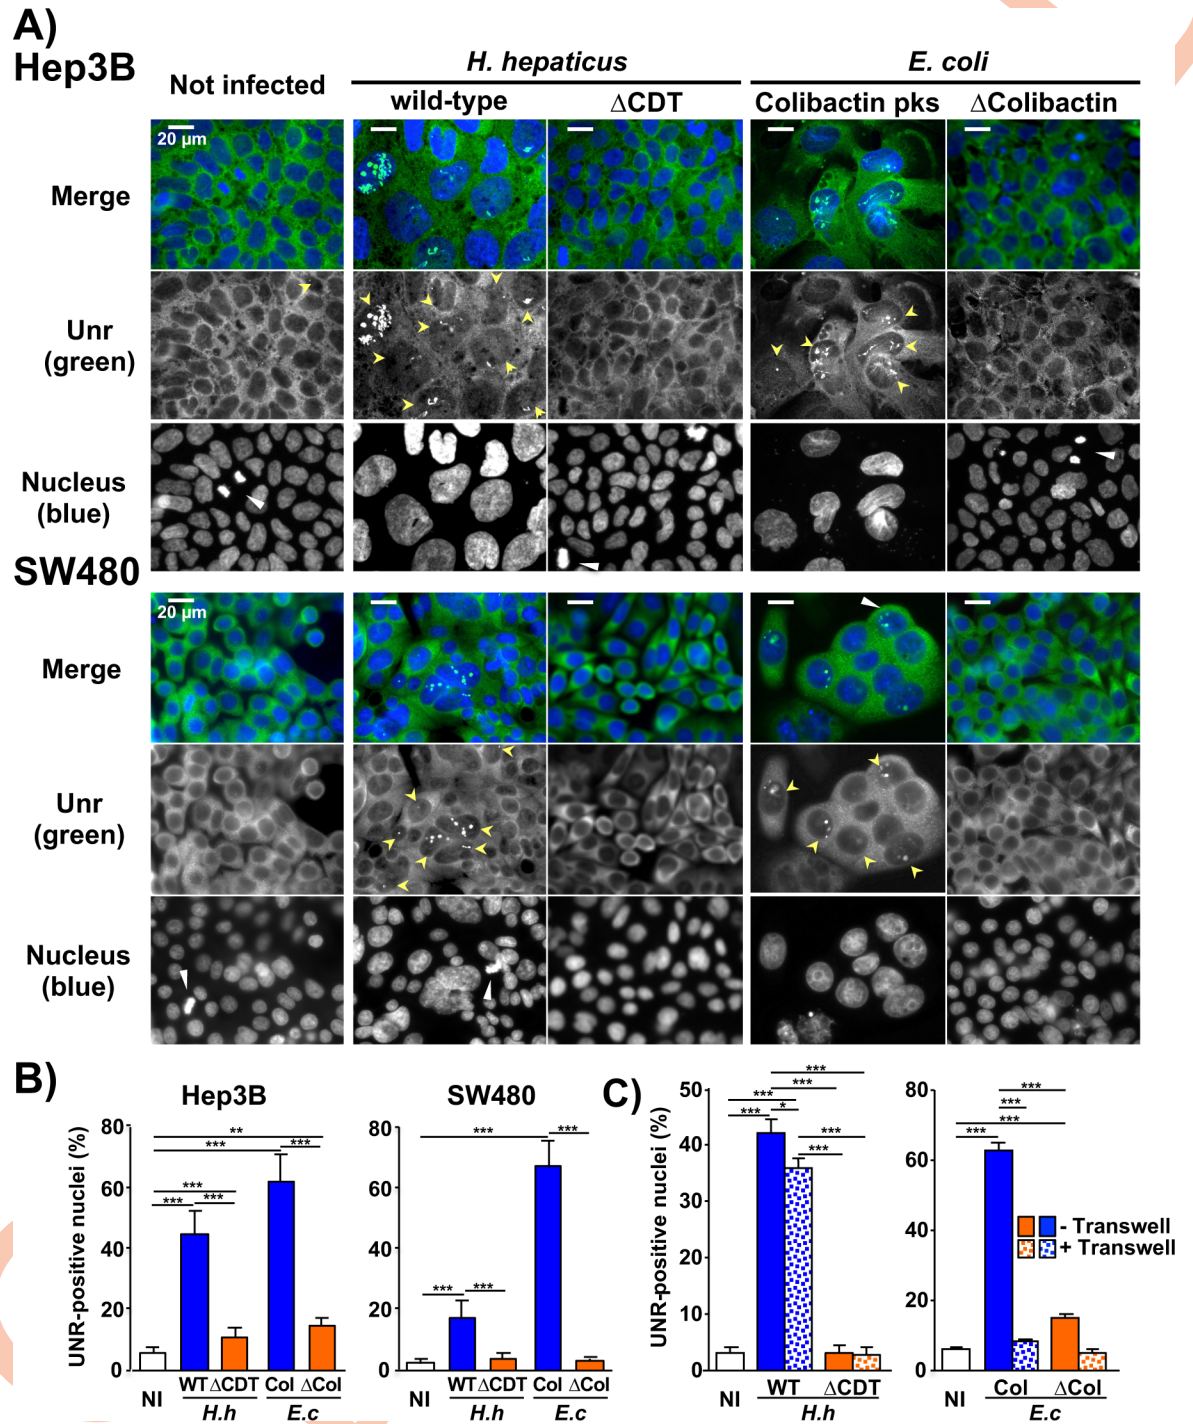 A)
Hep3B
Not infected
H. hepaticus
E. coli
wild-type
ΔCDT
Colibactin pks
ΔColibactin
20 µm
Merge
Unr
(green)
Nucleus
(blue)
SW480
20 µm
Merge
Unr
(green)
Nucleus
(blue)
B)
Hep3B
UNR-positive nuclei (%)
80
60
40
20
0
**
***
***
***
***
***
NI
WT ΔCDT
Col ΔCol
H.h
E.c
SW480
80
60
40
20
0
***
***
***
***
NI
WT ΔCDT
Col ΔCol
H.h
E.c
C)
UNR-positive nuclei (%)
50
40
30
20
10
0
***
***
***
***
*
***
***
NI
WT
ΔCDT
H.h
80
60
40
20
0
***
***
***
***
- Transwell
+ Transwell
NI
Col
ΔCol
E.c